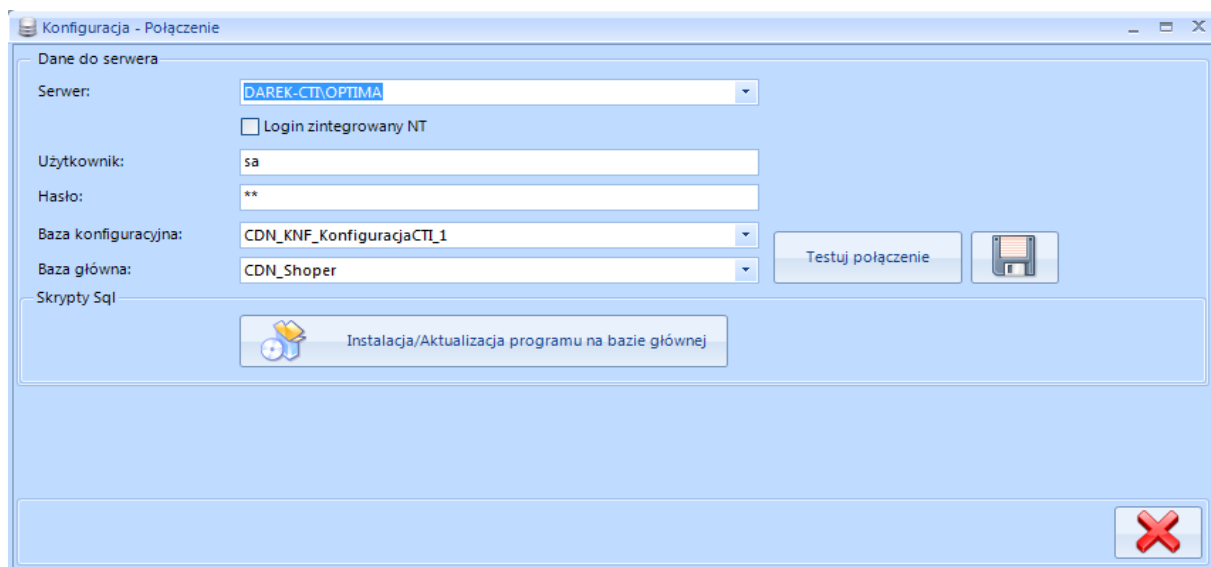 Konfiguracja - Połączenie
Dane do serwera
Serwer: DAREK-CTI\OPTIMA
Login zintegrowany NT
Użytkownik: sa
Hasło: **
Baza konfiguracyjna: CDN_KNF_KonfiguracjaCTI_1
Baza główna: CDN_Shoper
Testuj połączenie
Skrypty Sql
Instalacja/Aktualizacja programu na bazie głównej